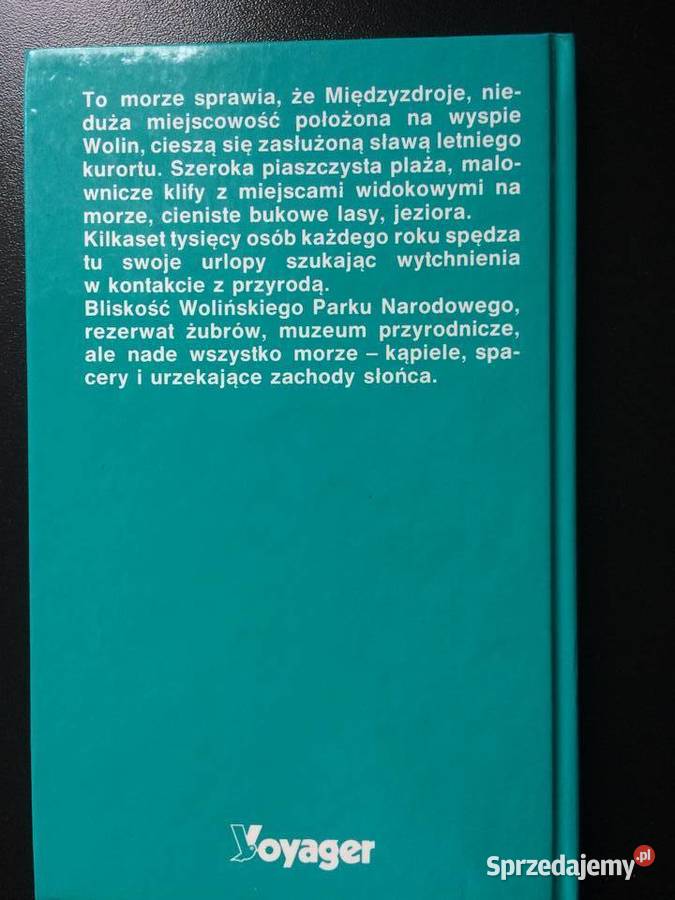 To morze sprawia, że Międzyzdroje, nie-
duża miejscowość położona na wyspie
Wolin, cieszą się zasłużoną sławą letniego
kurortu. Szeroka piaszczysta plaża, malo-
wnicze klify z miejscami widokowymi na
morze, cieniste bukowe lasy, jeziora.
Kilkaset tysięcy osób każdego roku spędza
tu swoje urlopy szukając wytchnienia
w kontakcie z przyrodą.
Bliskość Wolińskiego Parku Narodowego,
rezerwat żubrów, muzeum przyrodnicze,
ale nade wszystko morze – kąpiele, spa-
cery i urzekające zachody słońca.
Voyager
Sprzedajemy.pl